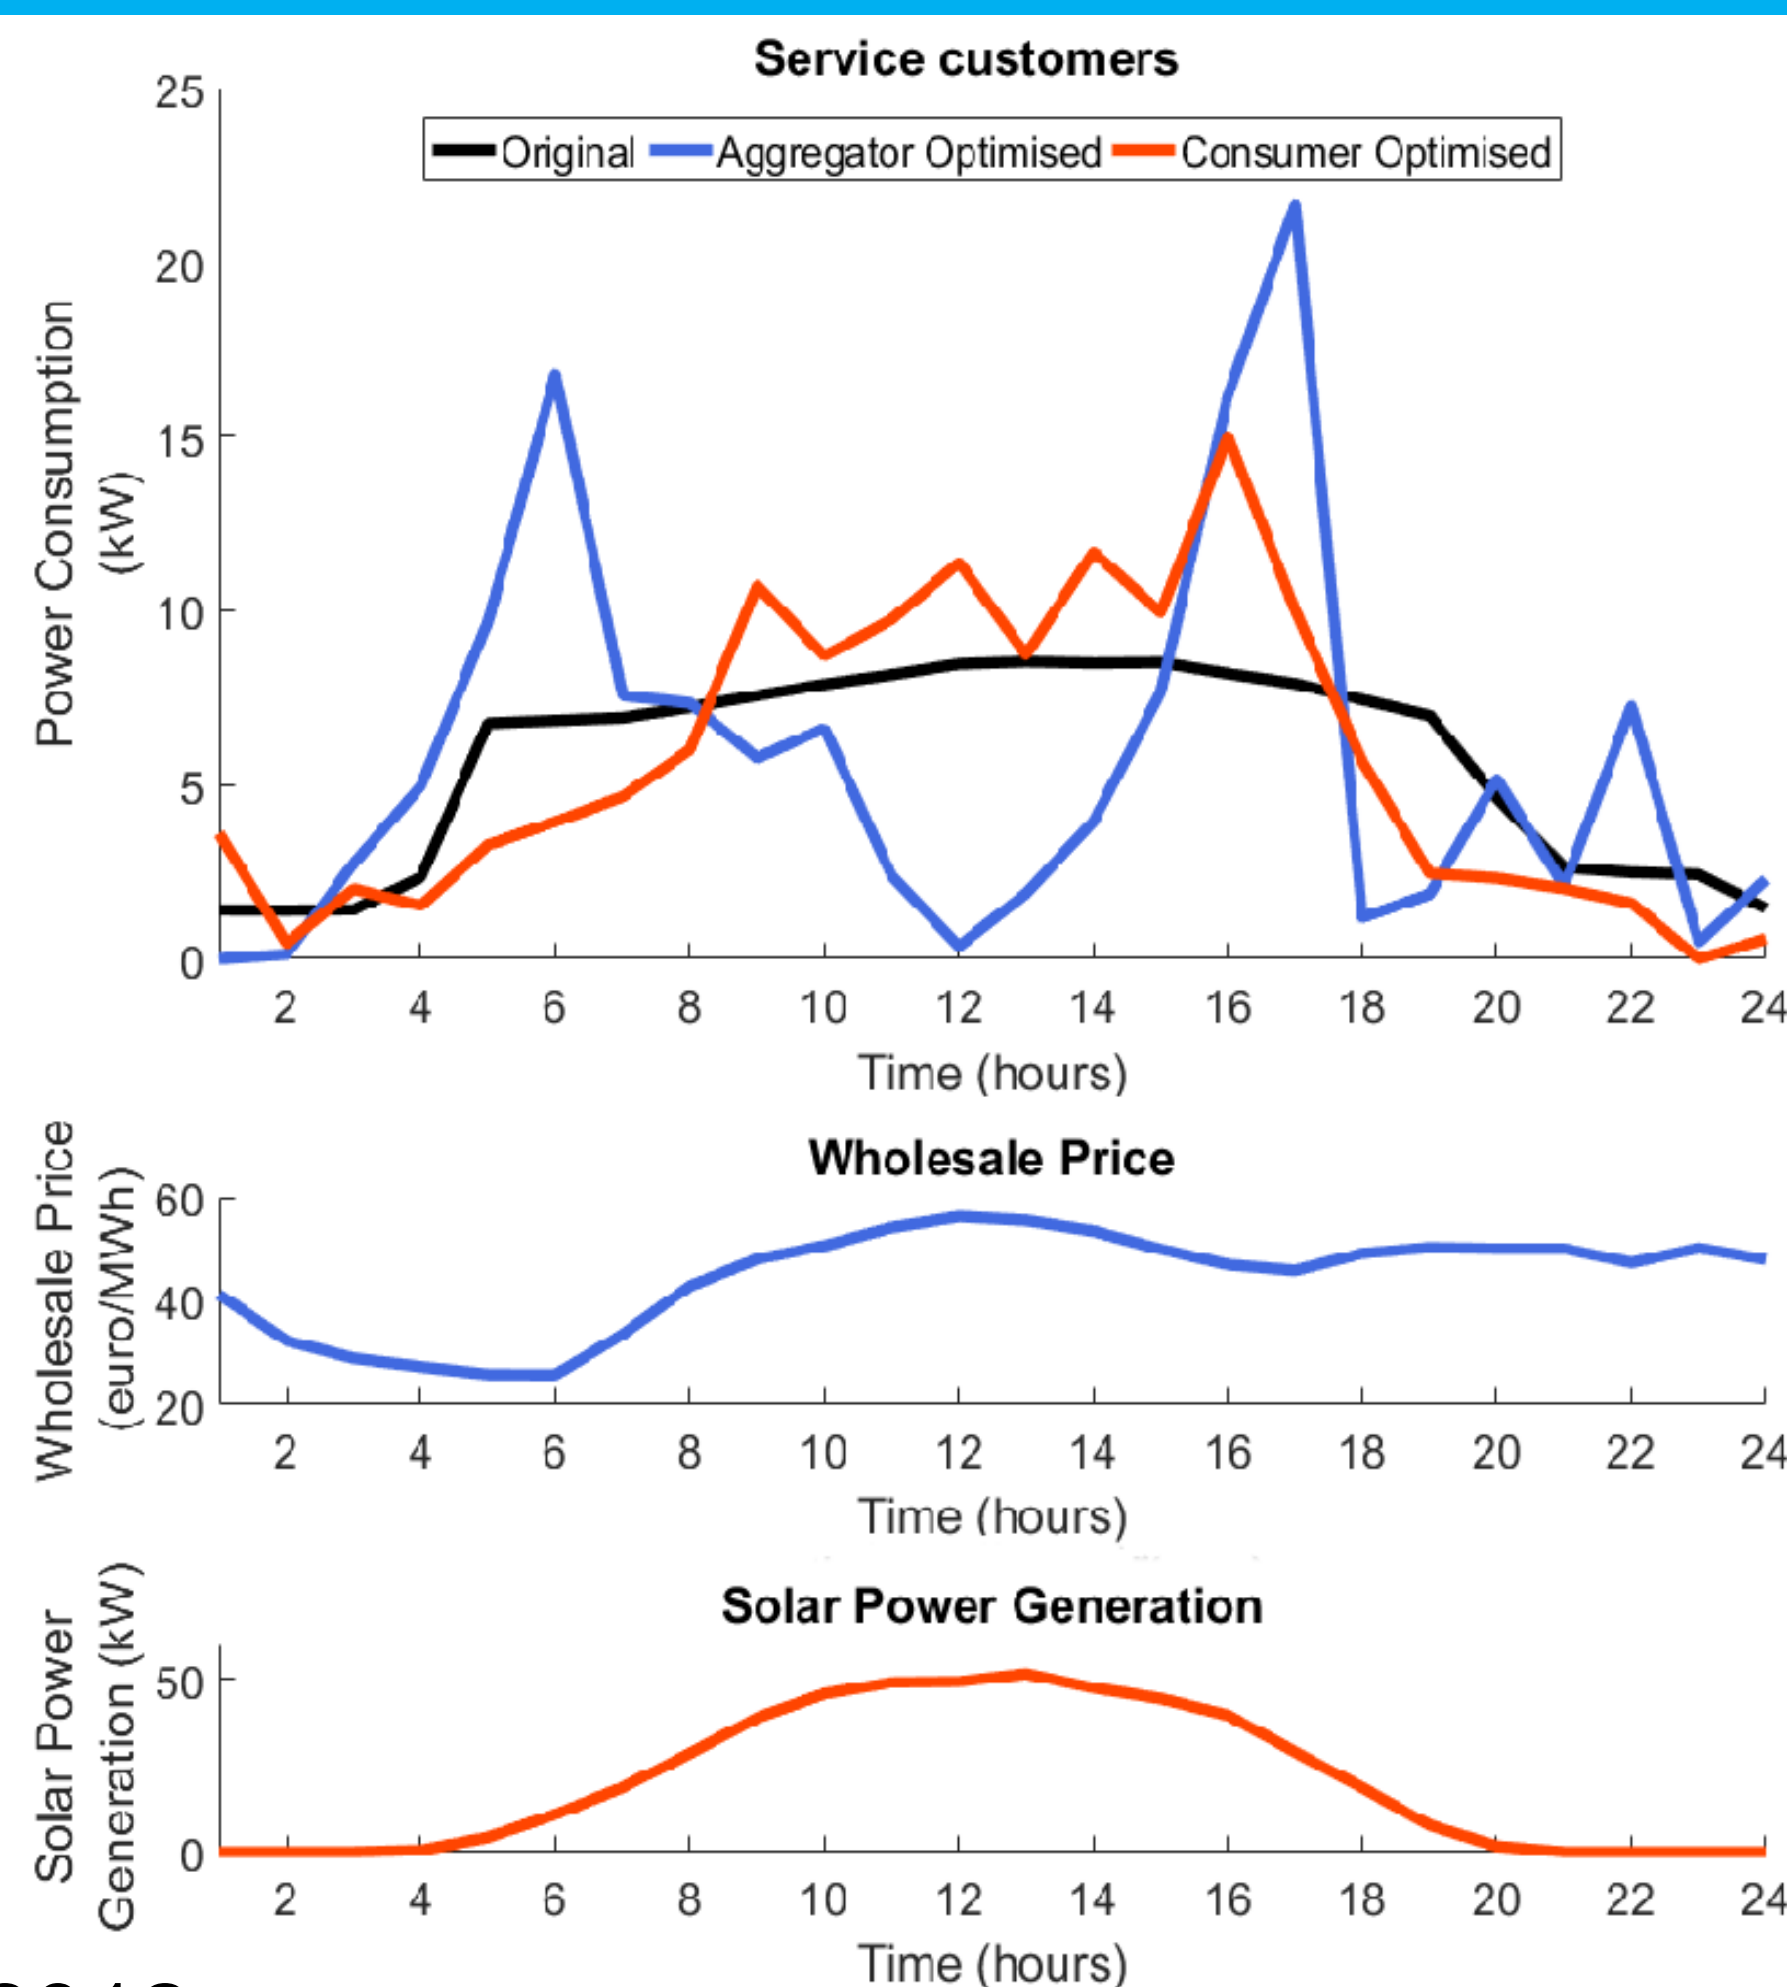 Service customers
25
Original Aggregator Optimised Consumer Optimised
20
15
10
5
0
Power Consumption
(kW)
2 4 6 8 10 12 14 16 18 20 22 24
Time (hours)
Wholesale Price
60
40
20
Wholesale Price
(euro/MWh)
2 4 6 8 10 12 14 16 18 20 22 24
Time (hours)
Solar Power Generation
50
0
Solar Power
Generation (kW)
2 4 6 8 10 12 14 16 18 20 22 24
Time (hours)